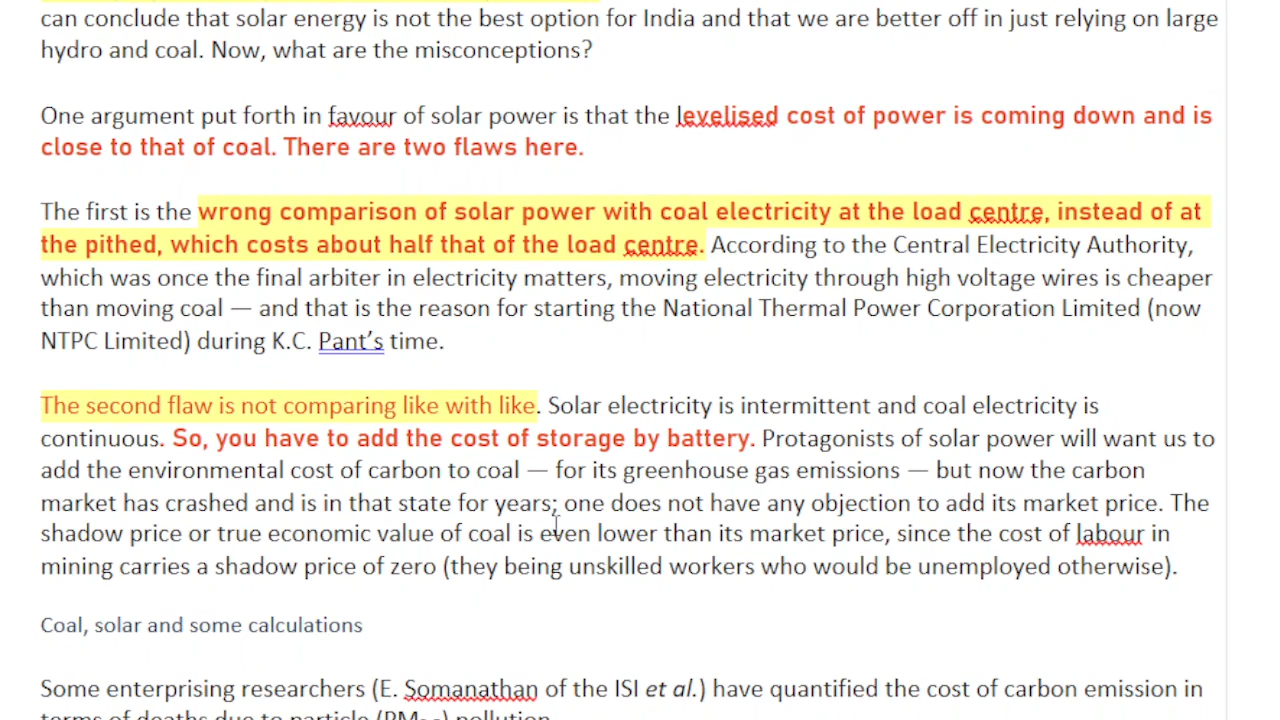 can conclude that solar energy is not the best option for India and that we are better off in just relying on large
hydro and coal. Now, what are the misconceptions?
One argument put forth in favour of solar power is that the levelised cost of power is coming down and is
close to that of coal. There are two flaws here.
The first is the wrong comparison of solar power with coal electricity at the load centre, instead of at
the pithed, which costs about half that of the load centre. According to the Central Electricity Authority,
which was once the final arbiter in electricity matters, moving electricity through high voltage wires is cheaper
than moving coal — and that is the reason for starting the National Thermal Power Corporation Limited (now
NTPC Limited) during K.C. Pant’s time.
The second flaw is not comparing like with like. Solar electricity is intermittent and coal electricity is
continuous. So, you have to add the cost of storage by battery. Protagonists of solar power will want us to
add the environmental cost of carbon to coal — for its greenhouse gas emissions — but now the carbon
market has crashed and is in that state for years; one does not have any objection to add its market price. The
shadow price or true economic value of coal is even lower than its market price, since the cost of labour in
mining carries a shadow price of zero (they being unskilled workers who would be unemployed otherwise).
Coal, solar and some calculations
Some enterprising researchers (E. Somanathan of the ISI et al.) have quantified the cost of carbon emission in
terms of deaths due to particle (PM₂.₅) pollution